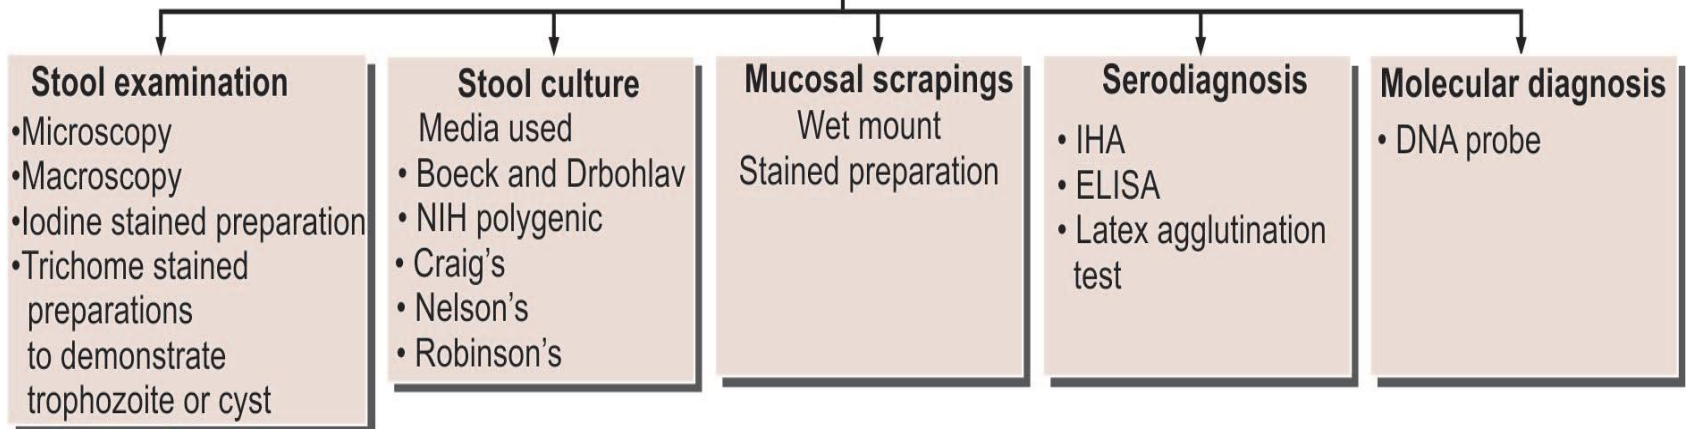 Stool examination
•Microscopy
•Macroscopy
•Iodine stained preparation
•Trichome stained
preparations
to demonstrate
trophozoite or cyst
Stool culture
Media used
• Boeck and Drbohlav
• NIH polygenic
• Craig's
• Nelson's
• Robinson's
Mucosal scrapings
Wet mount
Stained preparation
Serodiagnosis
• IHA
• ELISA
• Latex agglutination
test
Molecular diagnosis
• DNA probe